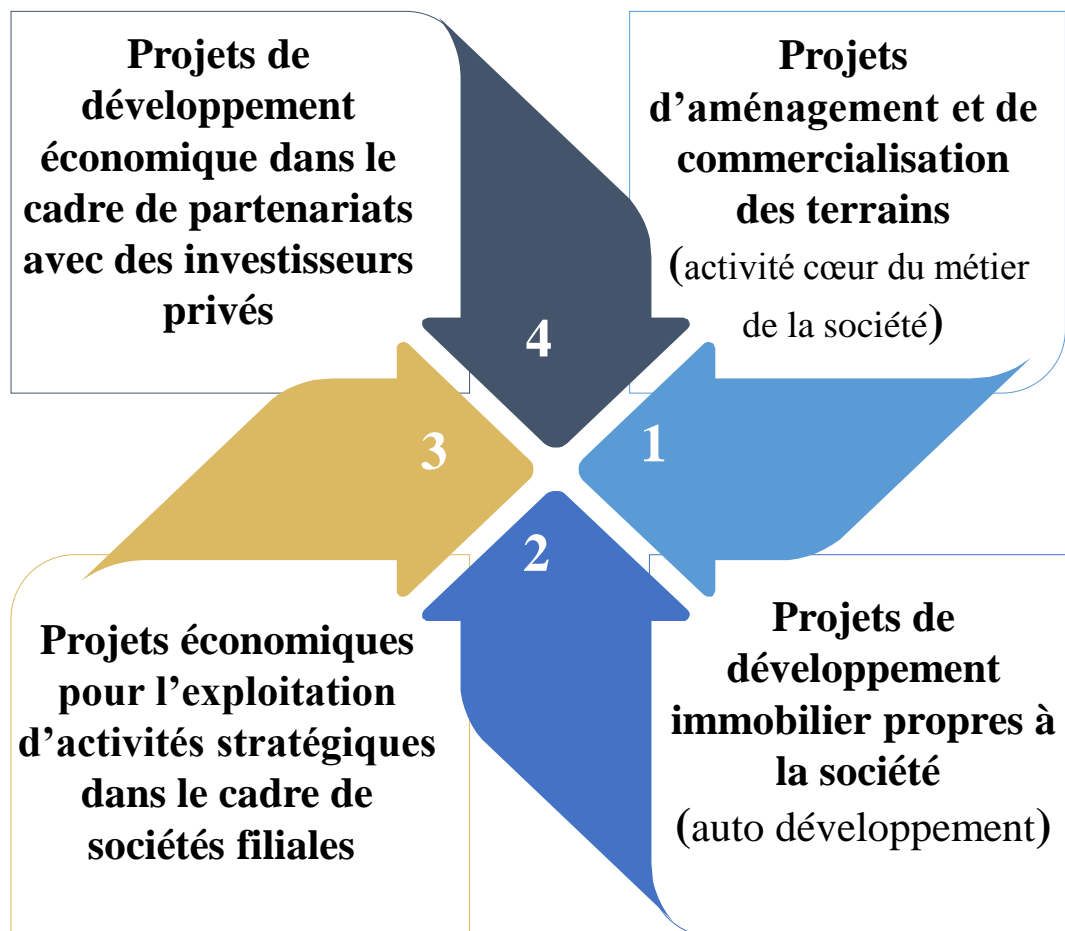 Projets de
développement
économique dans le
cadre de partenariats
avec des investisseurs
privés
4
Projets
d’aménagement et de
commercialisation
des terrains
(activité cœur du métier
de la société)
1
3
Projets économiques
pour l’exploitation
d’activités stratégiques
dans le cadre de
sociétés filiales
2
Projets de
développement
immobilier propres à
la société
(auto développement)